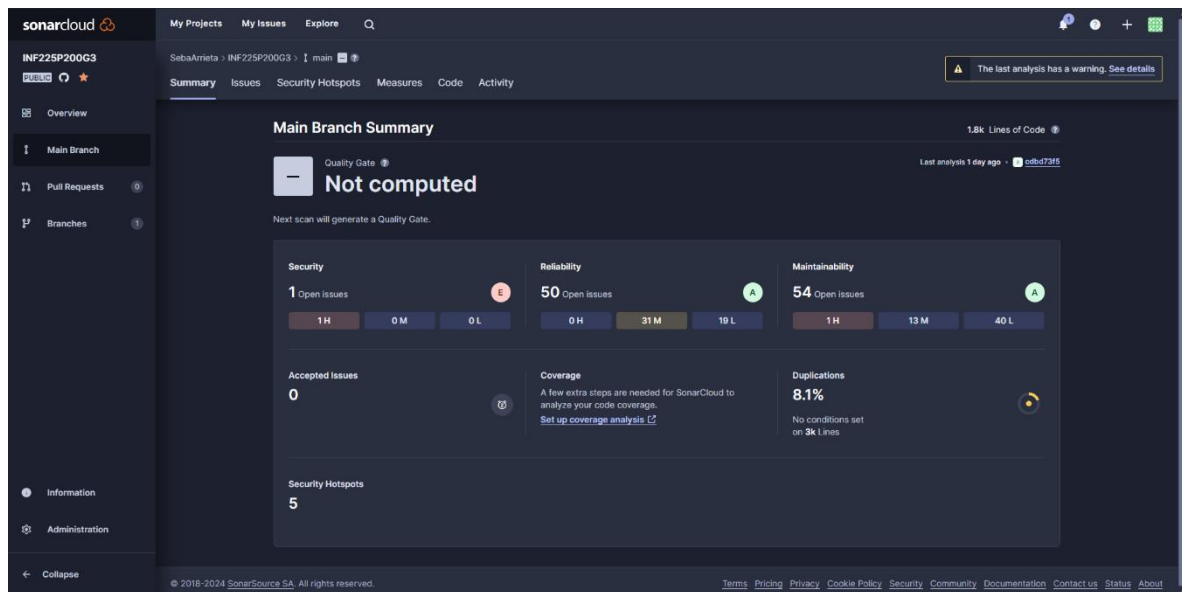 sonarcloud
My Projects My Issues Explore
1
INF225P200G3
PUBLIC
SebaArrieta > INF225P200G3 > main
The last analysis has a warning. See details
Summary Issues Security Hotspots Measures Code Activity
Overview
Main Branch
Pull Requests 0
Branches 1
Main Branch Summary
1.8k Lines of Code
Quality Gate
Not computed
Last analysis 1 day ago • cdbd73f5
Next scan will generate a Quality Gate.
Security
1 Open issues E
1 H 0 M 0 L
Reliability
50 Open issues A
0 H 31 M 19 L
Maintainability
54 Open issues A
1 H 13 M 40 L
Accepted Issues
0
Coverage
A few extra steps are needed for SonarCloud to
analyze your code coverage.
Set up coverage analysis
Duplications
8.1%
No conditions set
on 3k Lines
Security Hotspots
5
Information
Administration
Collapse
© 2018-2024 SonarSource SA. All rights reserved.
Terms Pricing Privacy Cookie Policy Security Community Documentation Contact us Status About